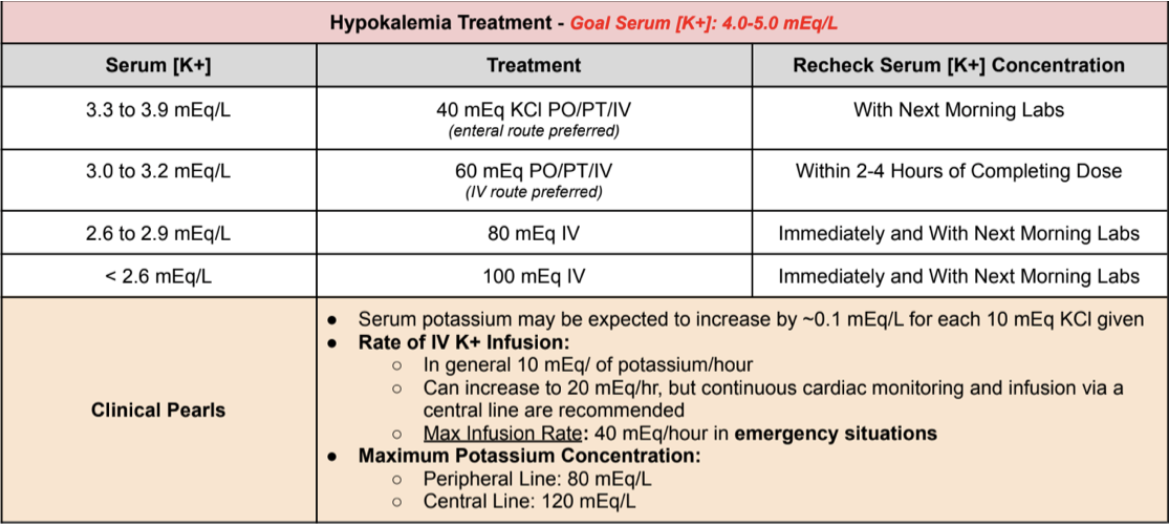 Hypokalemia Treatment - Goal Serum [K+]: 4.0-5.0 mEq/L
Serum [K+]
Treatment
Recheck Serum [K+] Concentration
3.3 to 3.9 mEq/L
40 mEq KCl PO/PT/IV
(enteral route preferred)
With Next Morning Labs
3.0 to 3.2 mEq/L
60 mEq PO/PT/IV
(IV route preferred)
Within 2-4 Hours of Completing Dose
2.6 to 2.9 mEq/L
80 mEq IV
Immediately and With Next Morning Labs
< 2.6 mEq/L
100 mEq IV
Immediately and With Next Morning Labs
Clinical Pearls
● Serum potassium may be expected to increase by ~0.1 mEq/L for each 10 mEq KCl given
● Rate of IV K+ Infusion:
○ In general 10 mEq/ of potassium/hour
○ Can increase to 20 mEq/hr, but continuous cardiac monitoring and infusion via a
central line are recommended
○ Max Infusion Rate: 40 mEq/hour in emergency situations
● Maximum Potassium Concentration:
○ Peripheral Line: 80 mEq/L
○ Central Line: 120 mEq/L